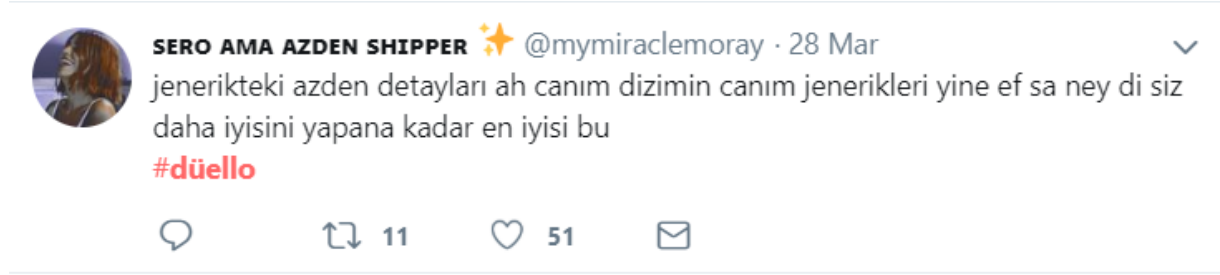 SERO AMA AZDEN SHIPPER ✨ @mymiraclemoray · 28 Mar
jenerikteki azden detayları ah canım dizimin canım jenerikleri yine ef sa ney di siz
daha iyisini yapana kadar en iyisi bu
#düello
11 51